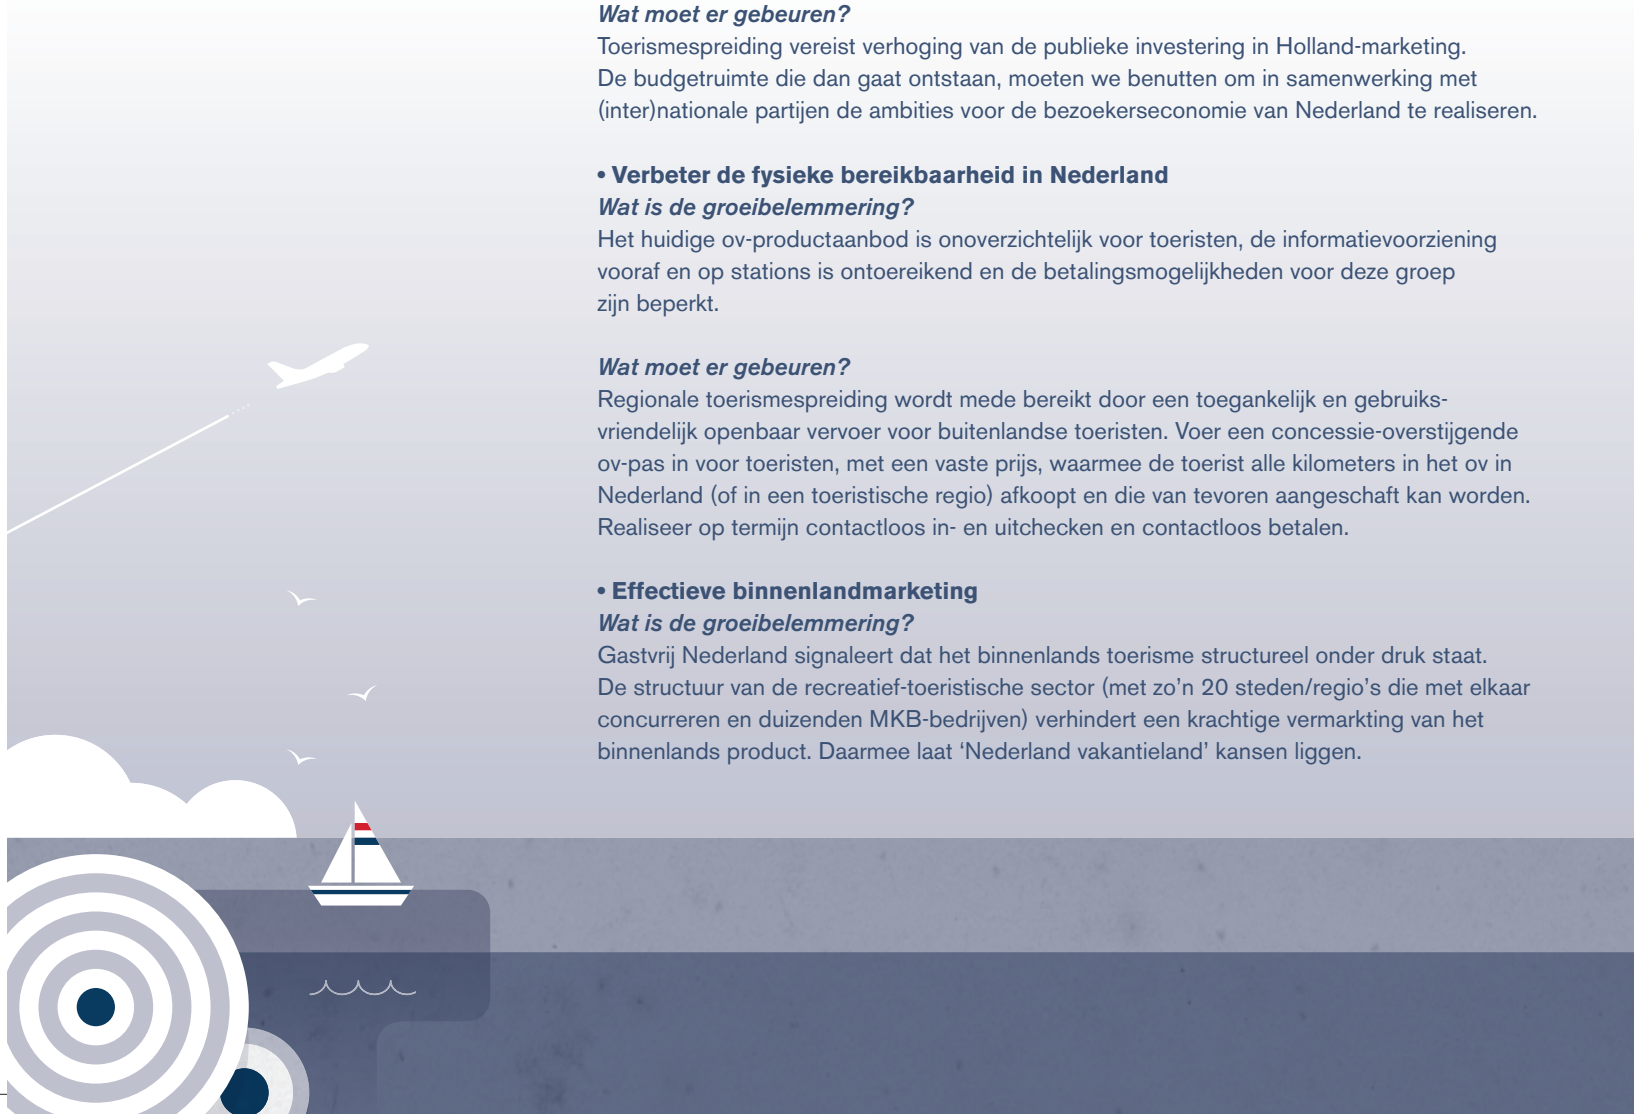 Wat moet er gebeuren?
Toerismespreiding vereist verhoging van de publieke investering in Holland-marketing.
De budgetruimte die dan gaat ontstaan, moeten we benutten om in samenwerking met
(inter)nationale partijen de ambities voor de bezoekerseconomie van Nederland te realiseren.
• Verbeter de fysieke bereikbaarheid in Nederland
Wat is de groeibelemmering?
Het huidige ov-productaanbod is onoverzichtelijk voor toeristen, de informatievoorziening
vooraf en op stations is ontoereikend en de betalingsmogelijkheden voor deze groep
zijn beperkt.
Wat moet er gebeuren?
Regionale toerismespreiding wordt mede bereikt door een toegankelijk en gebruiks-
vriendelijk openbaar vervoer voor buitenlandse toeristen. Voer een concessie-overstijgende
ov-pas in voor toeristen, met een vaste prijs, waarmee de toerist alle kilometers in het ov in
Nederland (of in een toeristische regio) afkoopt en die van tevoren aangeschaft kan worden.
Realiseer op termijn contactloos in- en uitchecken en contactloos betalen.
• Effectieve binnenlandmarketing
Wat is de groeibelemmering?
Gastvrij Nederland signaleert dat het binnenlands toerisme structureel onder druk staat.
De structuur van de recreatief-toeristische sector (met zo’n 20 steden/regio’s die met elkaar
concurreren en duizenden MKB-bedrijven) verhindert een krachtige vermarkting van het
binnenlands product. Daarmee laat ‘Nederland vakantieland’ kansen liggen.